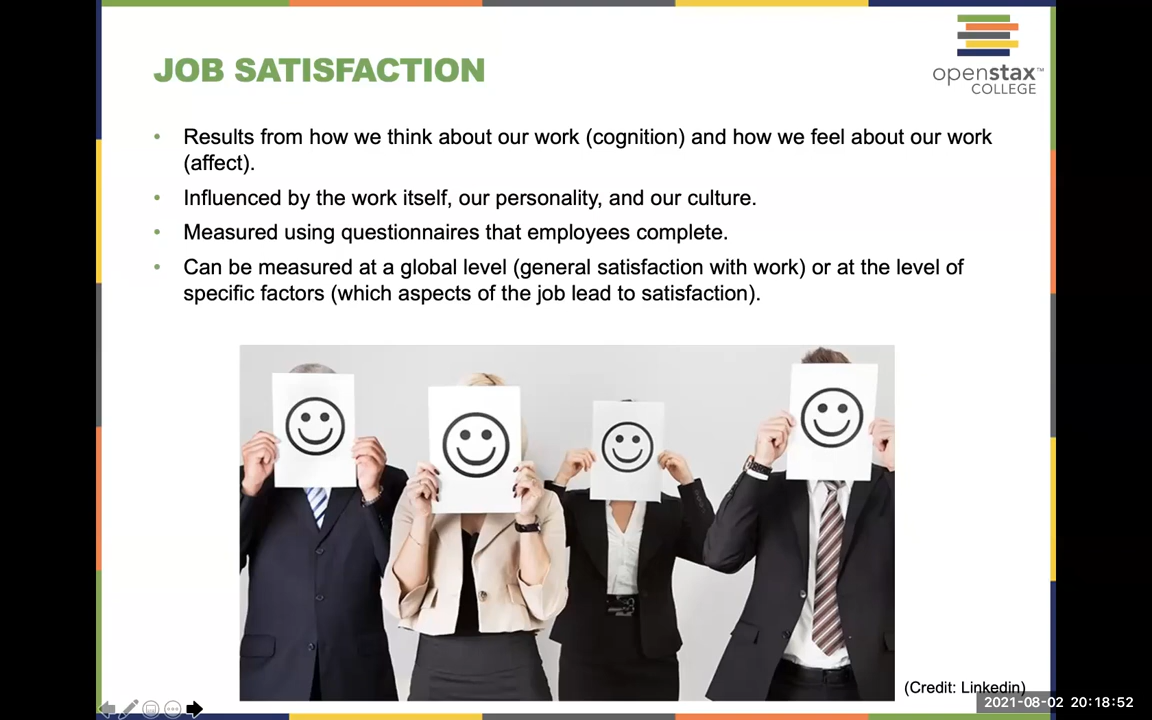 openstax™
COLLEGE
JOB SATISFACTION
• Results from how we think about our work (cognition) and how we feel about our work
(affect).
• Influenced by the work itself, our personality, and our culture.
• Measured using questionnaires that employees complete.
• Can be measured at a global level (general satisfaction with work) or at the level of
specific factors (which aspects of the job lead to satisfaction).
(Credit: Linkedin)
2021-08-02 20:18:52